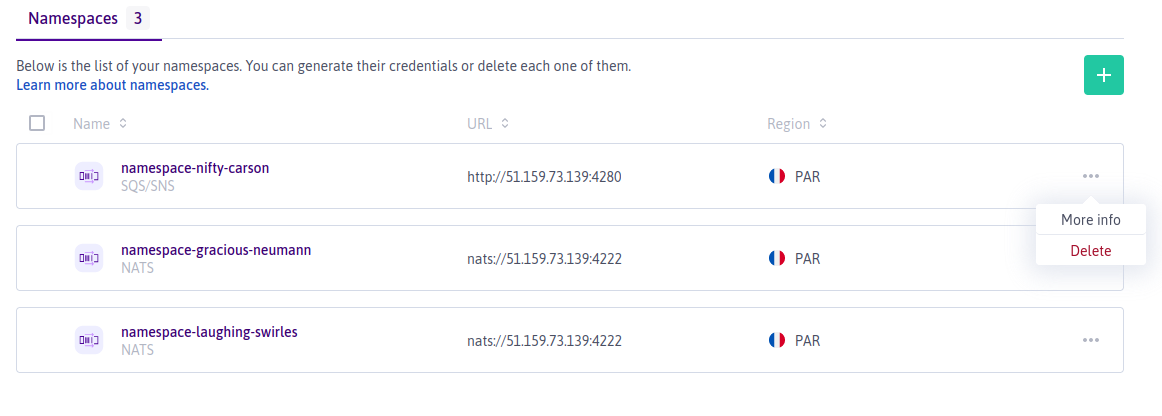 Namespaces 3
Below is the list of your namespaces. You can generate their credentials or delete each one of them.
Learn more about namespaces.
Name URL Region
namespace-nifty-carson
SQS/SNS
http://51.159.73.139:4280
PAR
More info
Delete
namespace-gracious-neumann
NATS
nats://51.159.73.139:4222
PAR
namespace-laughing-swirles
NATS
nats://51.159.73.139:4222
PAR